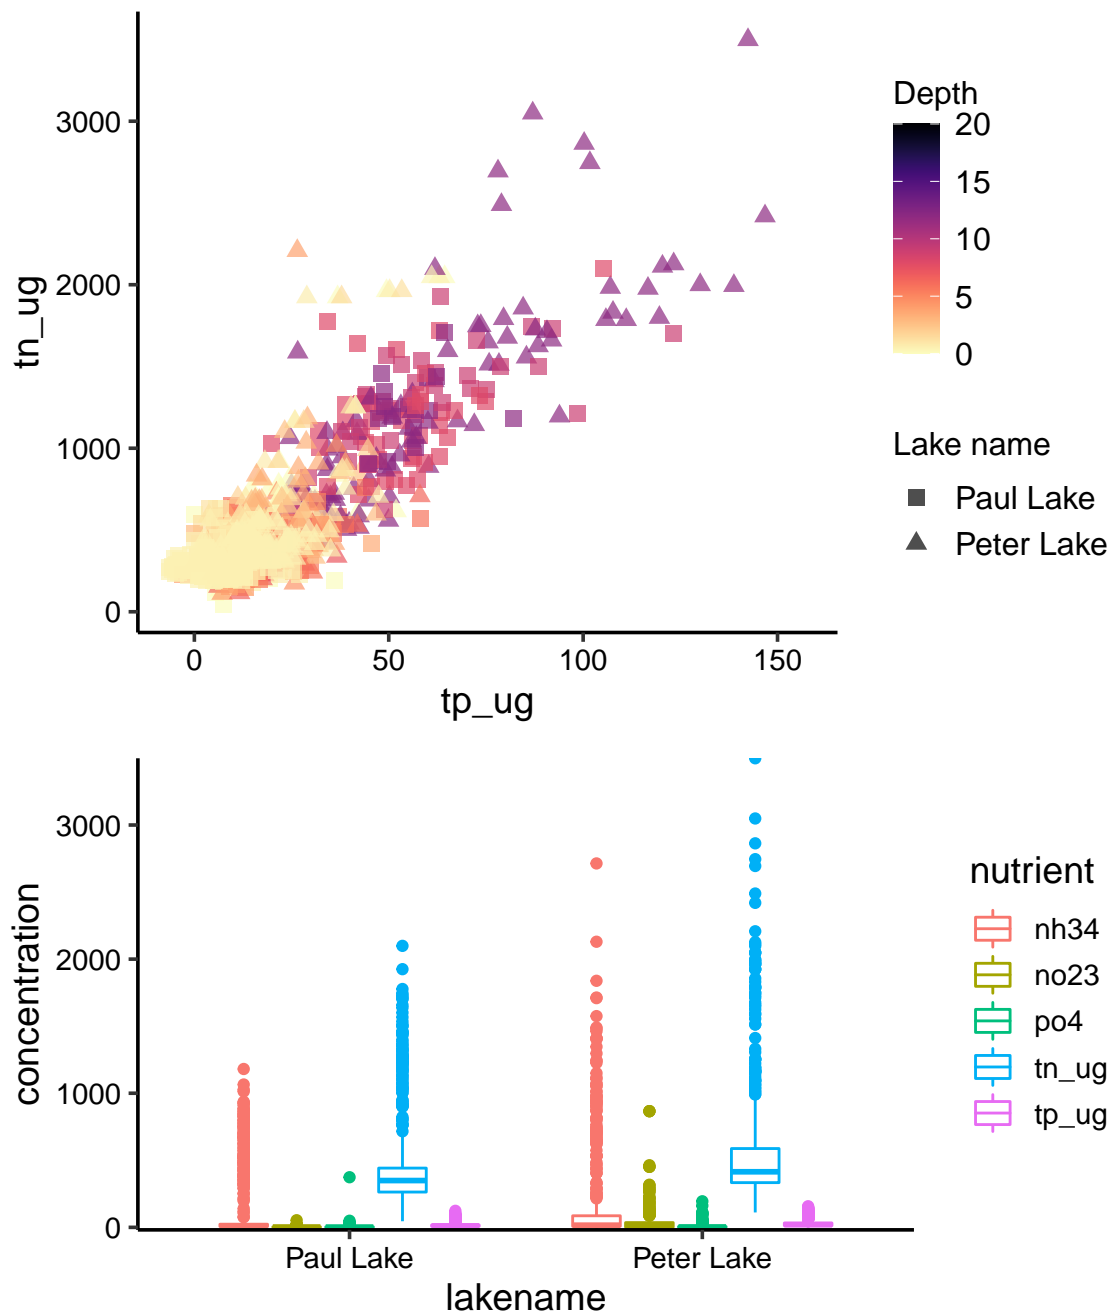 3000
2000
1000
0
tn_ug
0 50 100 150
tp_ug
Depth
20
15
10
5
0
Lake name
Paul Lake
Peter Lake
3000
2000
1000
0
concentration
Paul Lake Peter Lake
lakename
nutrient
nh34
no23
po4
tn_ug
tp_ug